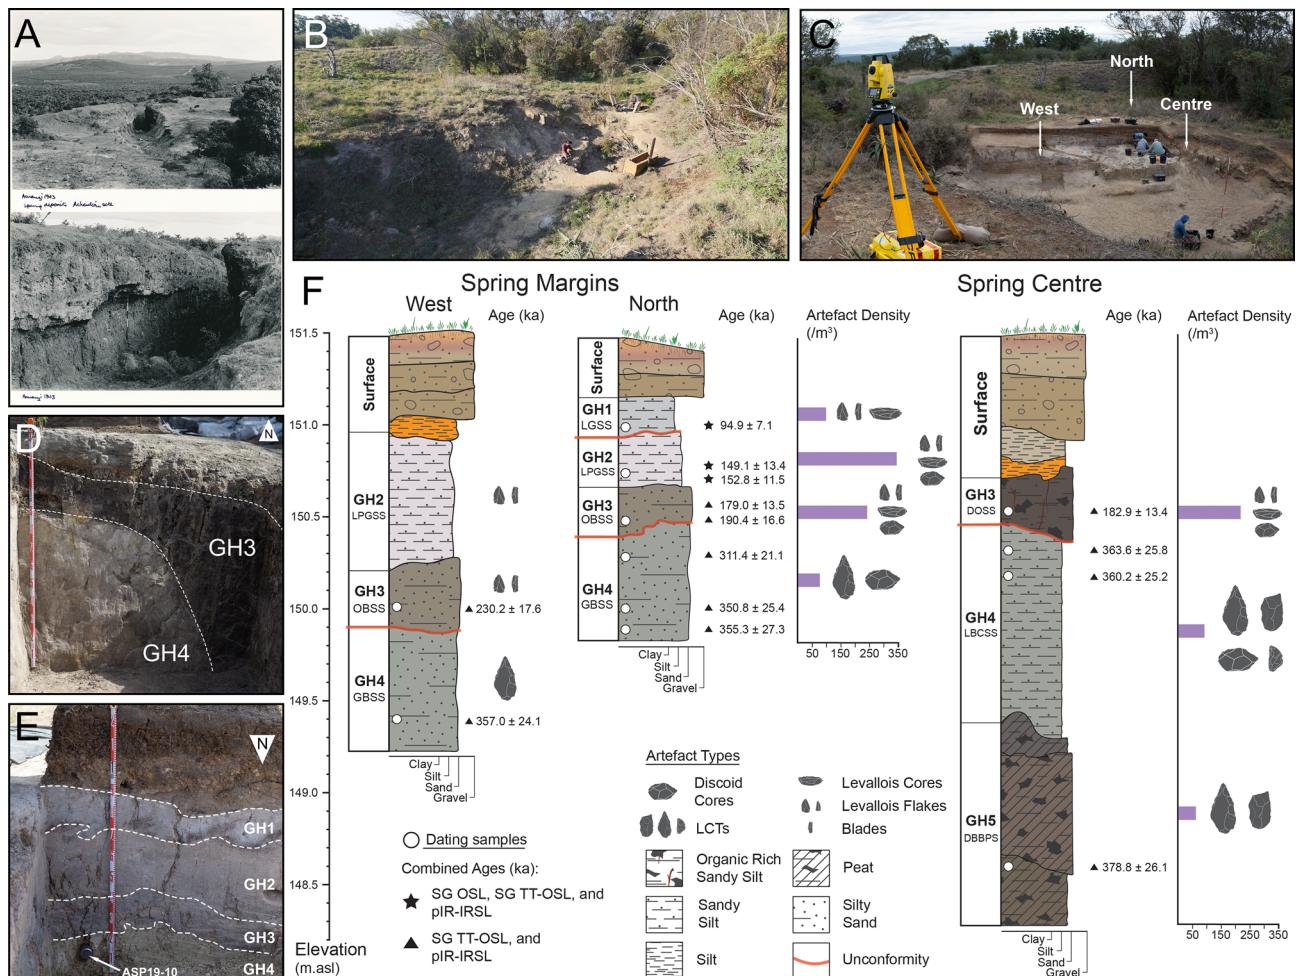 A
Amanzi 1963
spring deposits Acheulian site
Amanzi 1963
B
C
North
West
Centre
D
N
GH3
GH4
E
N
GH1
GH2
GH3
GH4
ASP19-10
F
Spring Margins
Spring Centre
West
Age (ka)
North
Age (ka)
Artefact Density
(/m³)
Age (ka)
Artefact Density
(/m³)
151.5
151.0
150.5
150.0
149.5
149.0
148.5
Elevation
(m.asl)
Surface
GH2
LPGSS
GH3
OBSS
230.2 ± 17.6
GH4
GBSS
357.0 ± 24.1
Clay
Silt
Sand
Gravel
Surface
GH1
LGSS
94.9 ± 7.1
GH2
LPGSS
149.1 ± 13.4
152.8 ± 11.5
GH3
OBSS
179.0 ± 13.5
190.4 ± 16.6
GH4
GBSS
311.4 ± 21.1
350.8 ± 25.4
355.3 ± 27.3
Clay
Silt
Sand
Gravel
50 150 250 350
Surface
GH3
DOSS
182.9 ± 13.4
363.6 ± 25.8
360.2 ± 25.2
GH4
LBCSS
GH5
DBBPS
378.8 ± 26.1
Clay
Silt
Sand
Gravel
50 150 250 350
Dating samples
Combined Ages (ka):
SG OSL, SG TT-OSL, and
pIR-IRSL
SG TT-OSL, and
pIR-IRSL
Artefact Types
Discoid
Cores
LCTs
Levallois Cores
Levallois Flakes
Blades
Organic Rich
Sandy Silt
Peat
Sandy
Silt
Silty
Sand
Silt
Unconformity